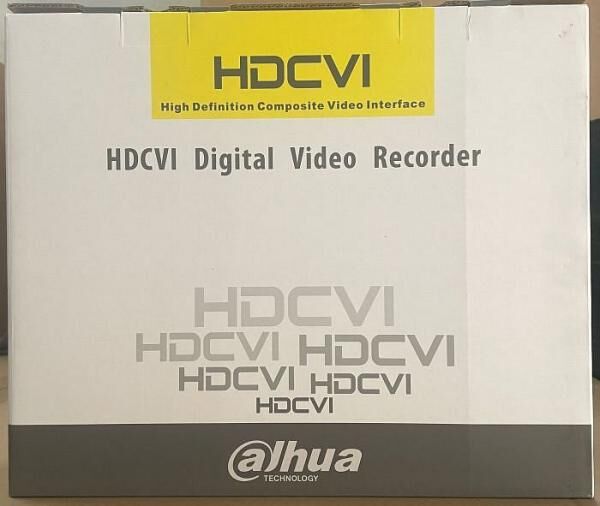 HDCVI
High Definition Composite Video Interface
HDCVI Digital Video Recorder
HDCVI
HDCVI HDCVI
HDCVI HDCVI
HDCVI
alhua
TECHNOLOGY